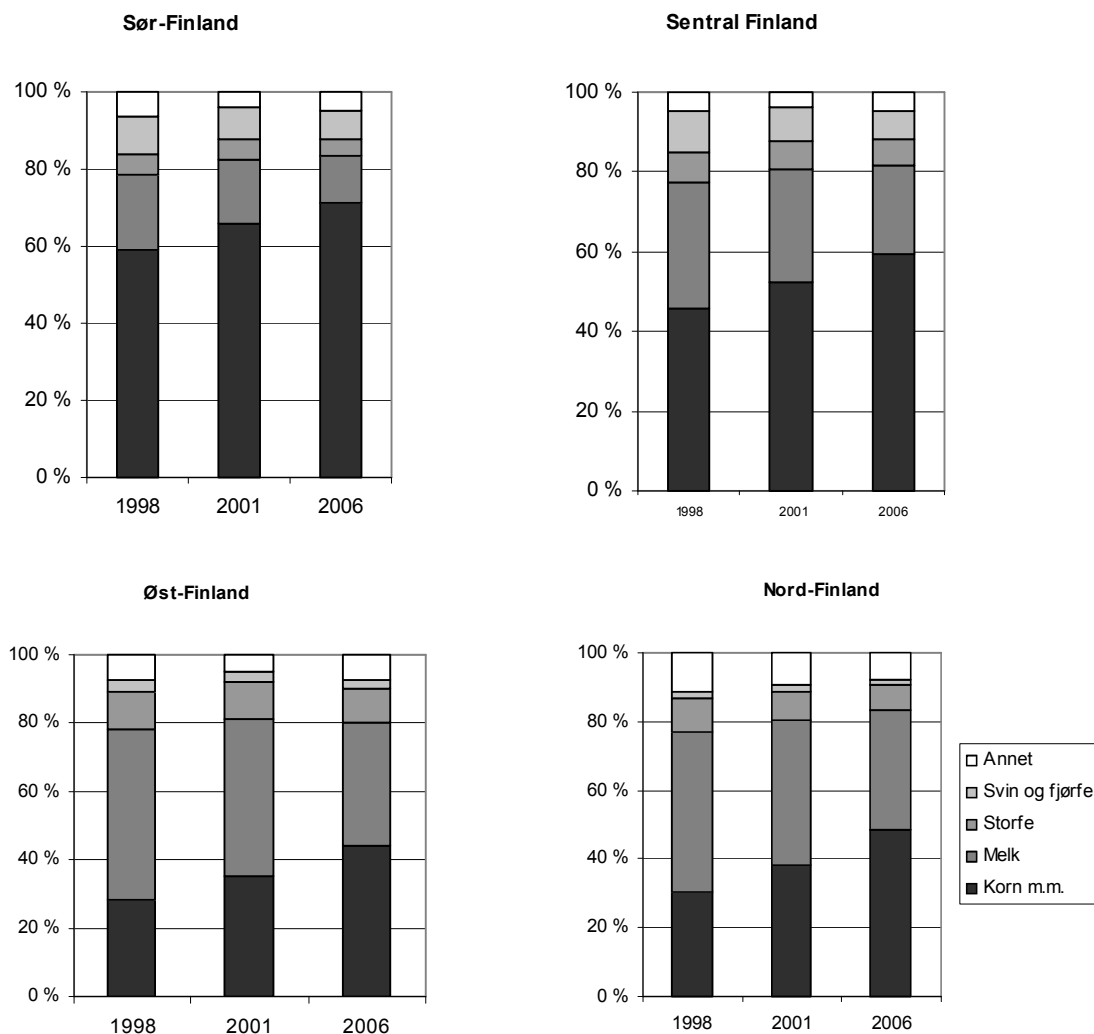 Sør-Finland
100 %
80 %
60 %
40 %
20 %
0 %
1998 2001 2006
Sentral Finland
100 %
80 %
60 %
40 %
20 %
0 %
1998 2001 2006
Øst-Finland
100 %
80 %
60 %
40 %
20 %
0 %
1998 2001 2006
Nord-Finland
100 %
80 %
60 %
40 %
20 %
0 %
1998 2001 2006
Annet
Svin og fjørfe
Storfe
Melk
Korn m.m.